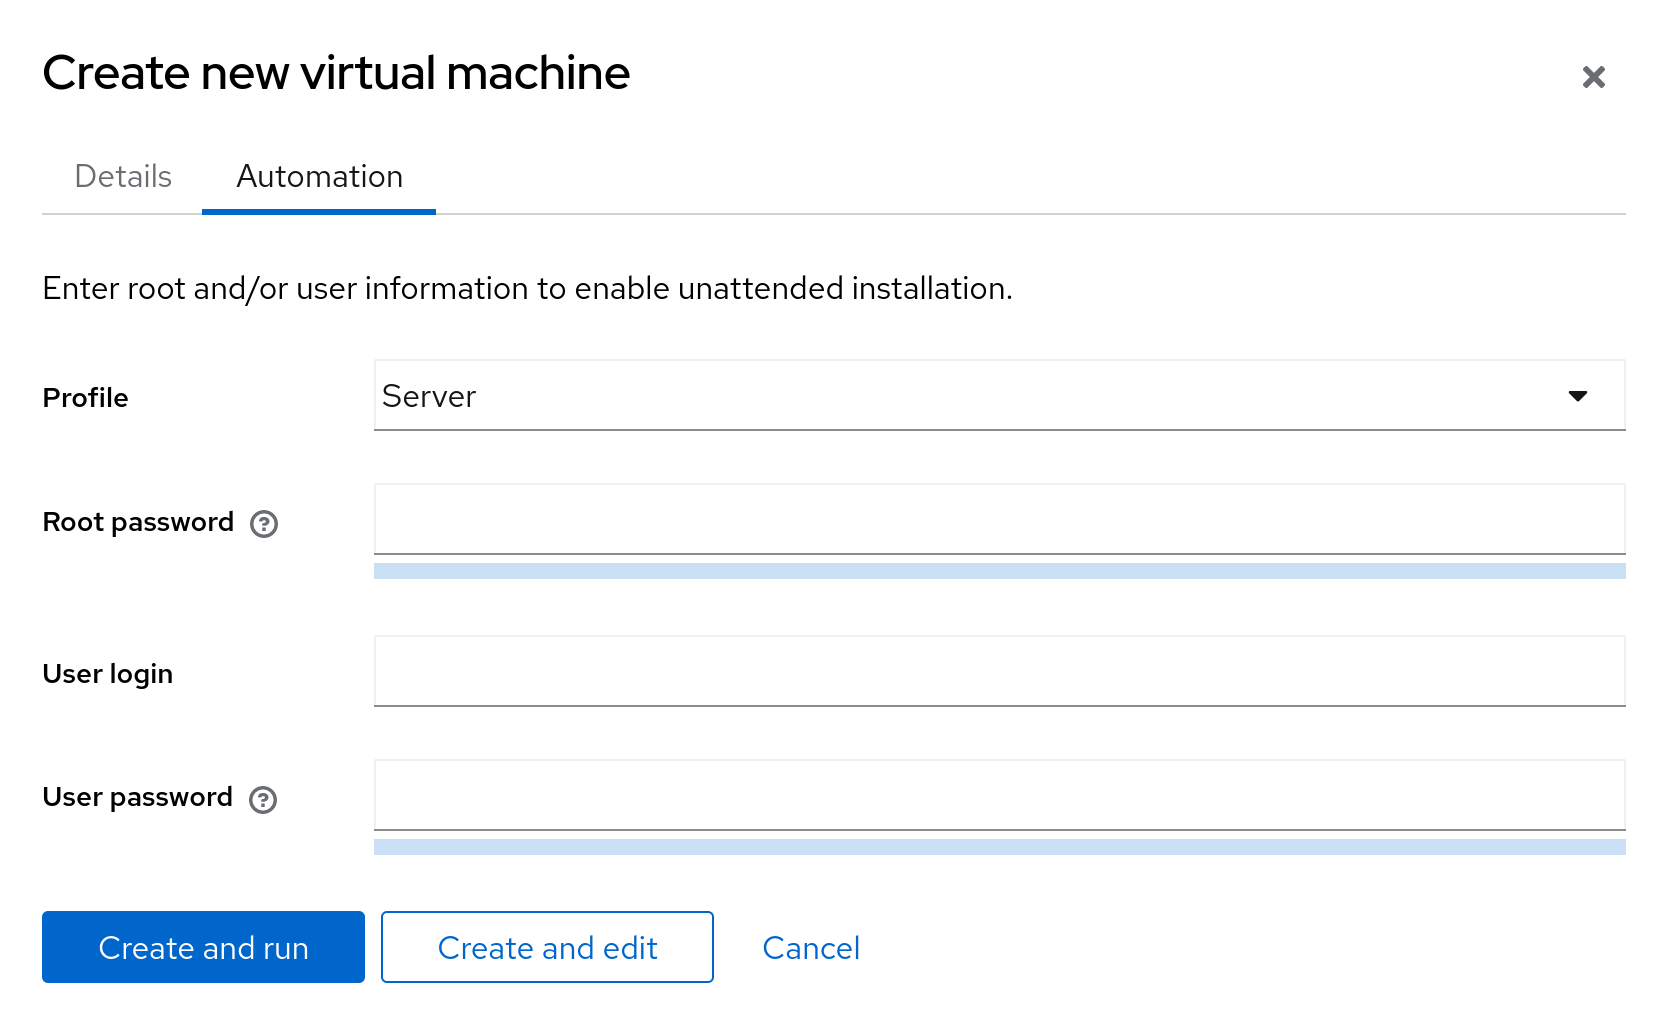 Create new virtual machine
Details Automation
Enter root and/or user information to enable unattended installation.
Profile Server
Root password
User login
User password
Create and run Create and edit Cancel